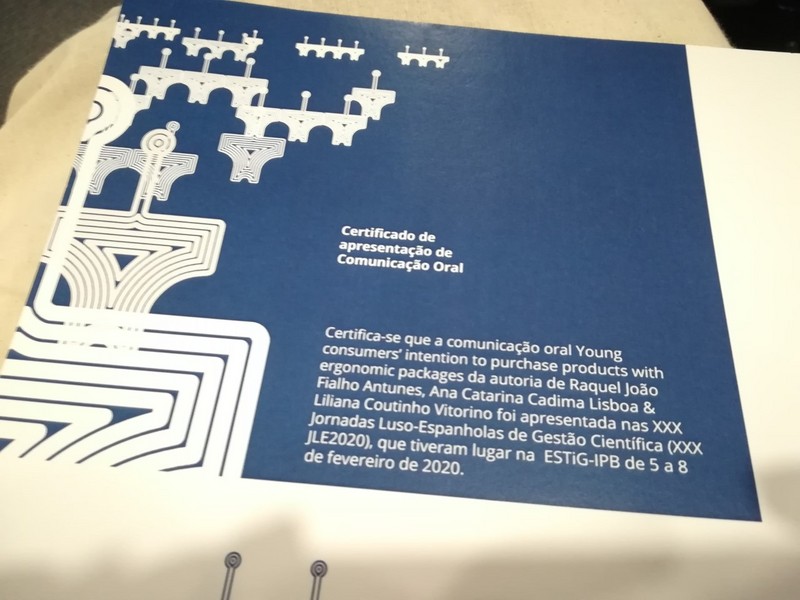 Certificado de
apresentação de
Comunicação Oral
Certifica-se que a comunicação oral Young
consumers' intention to purchase products with
ergonomic packages da autoria de Raquel João
Fialho Antunes, Ana Catarina Cadima Lisboa &
Liliana Coutinho Vitorino foi apresentada nas XXX
Jornadas Luso-Espanholas de Gestão Científica (XXX
JLE2020), que tiveram lugar na ESTiG-IPB de 5 a 8
de fevereiro de 2020.